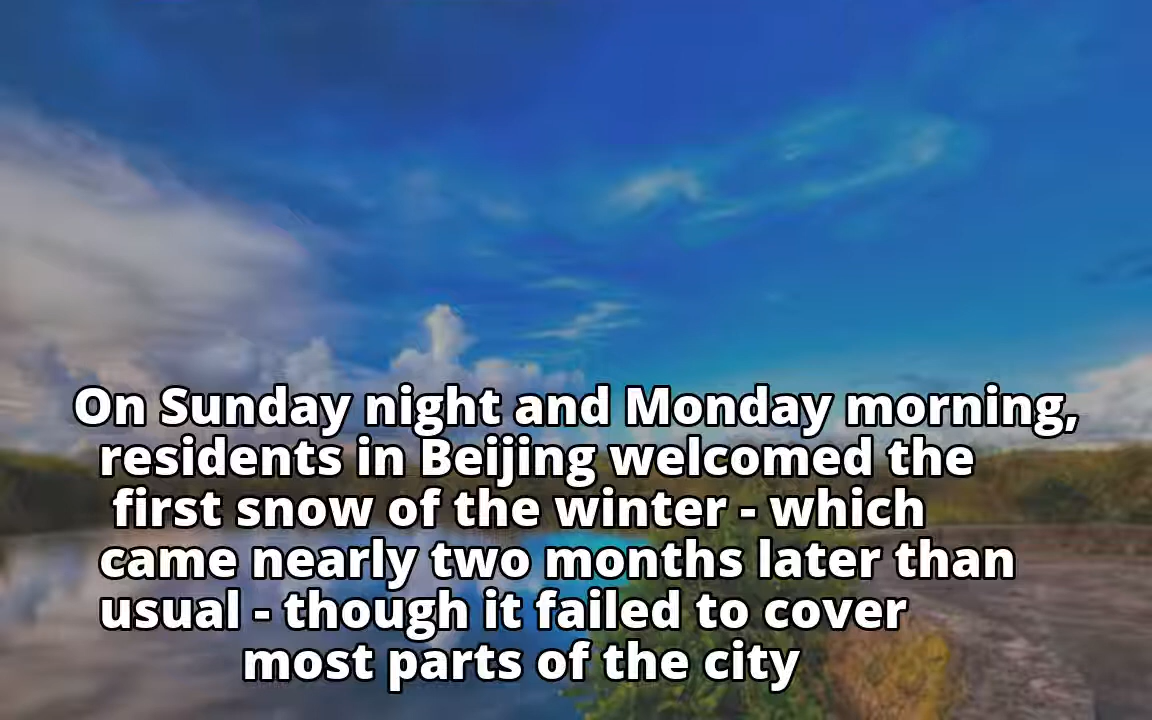 On Sunday night and Monday morning,
residents in Beijing welcomed the
first snow of the winter - which
came nearly two months later than
usual - though it failed to cover
most parts of the city